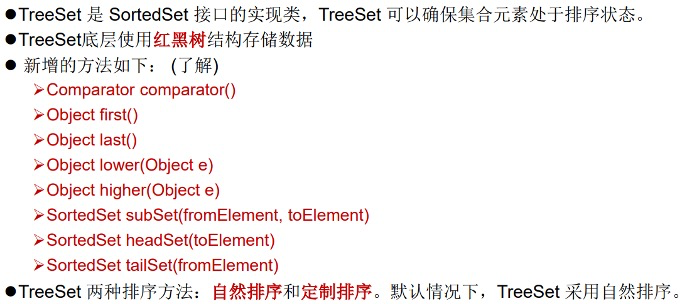 ●TreeSet 是 SortedSet 接口的实现类，TreeSet 可以确保集合元素处于排序状态。
●TreeSet底层使用红黑树结构存储数据
● 新增的方法如下： (了解)
➢Comparator comparator()
➢Object first()
➢Object last()
➢Object lower(Object e)
➢Object higher(Object e)
➢SortedSet subSet(fromElement, toElement)
➢SortedSet headSet(toElement)
➢SortedSet tailSet(fromElement)
●TreeSet 两种排序方法：自然排序和定制排序。默认情况下，TreeSet 采用自然排序。